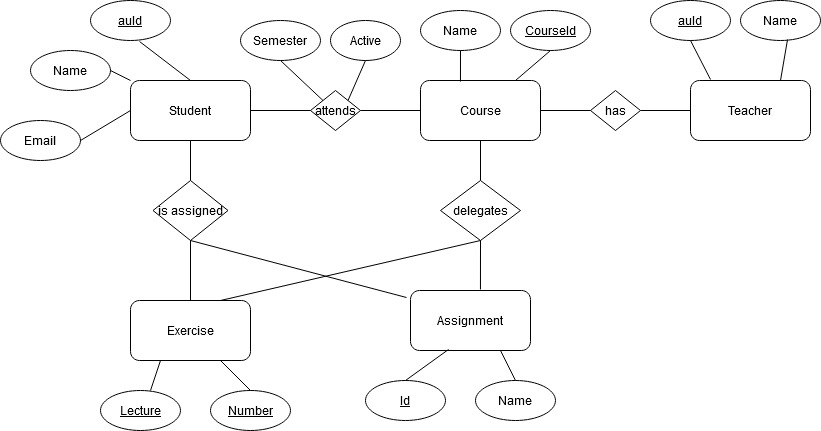 auId
Semester
Active
Name
CourseId
auId
Name
Name
Student
attends
Course
has
Teacher
Email
is assigned
delegates
Exercise
Assignment
Lecture
Number
Id
Name